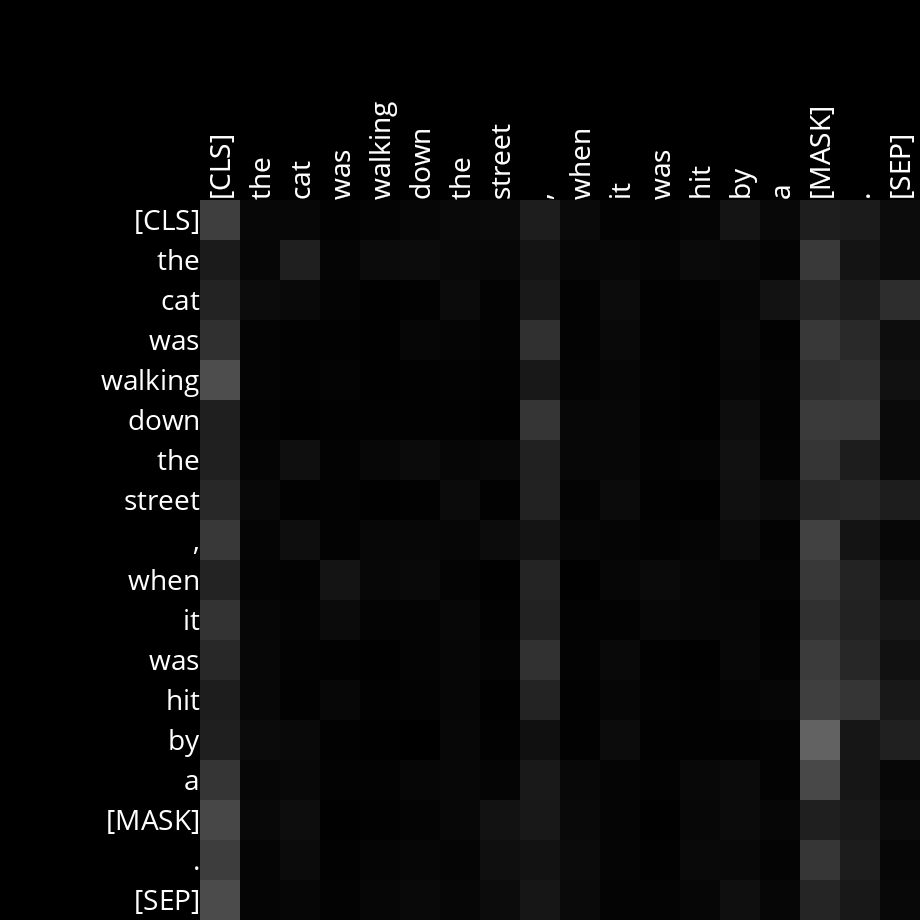 [CLS] the cat was walking down the street , when it was hit by a [MASK] . [SEP]
[CLS]
the
cat
was
walking
down
the
street
,
when
it
was
hit
by
a
[MASK]
.
[SEP]